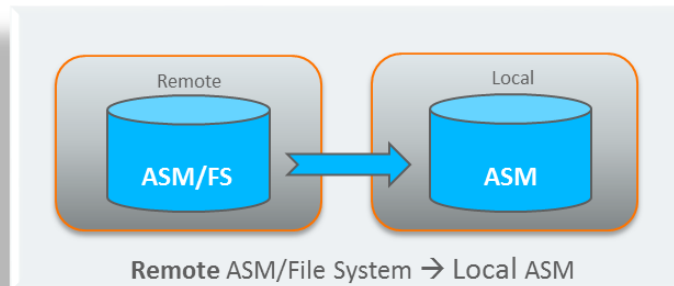 Remote
Local
ASM/FS
ASM
Remote ASM/File System → Local ASM